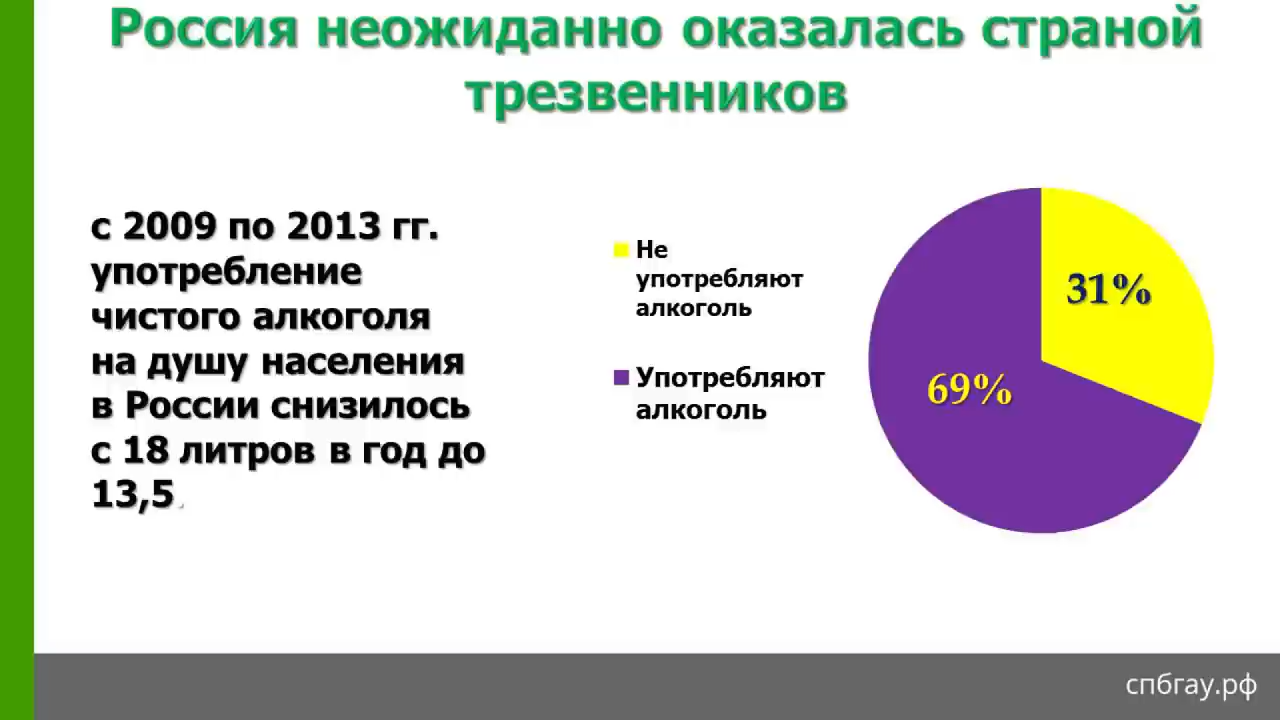 Россия неожиданно оказалась страной
трезвенников
с 2009 по 2013 гг.
употребление
чистого алкоголя
на душу населения
в России снизилось
с 18 литров в год до
13,5.
Не
употребляют
алкоголь
Употребляют
алкоголь
31%
69%
спбгау.рф